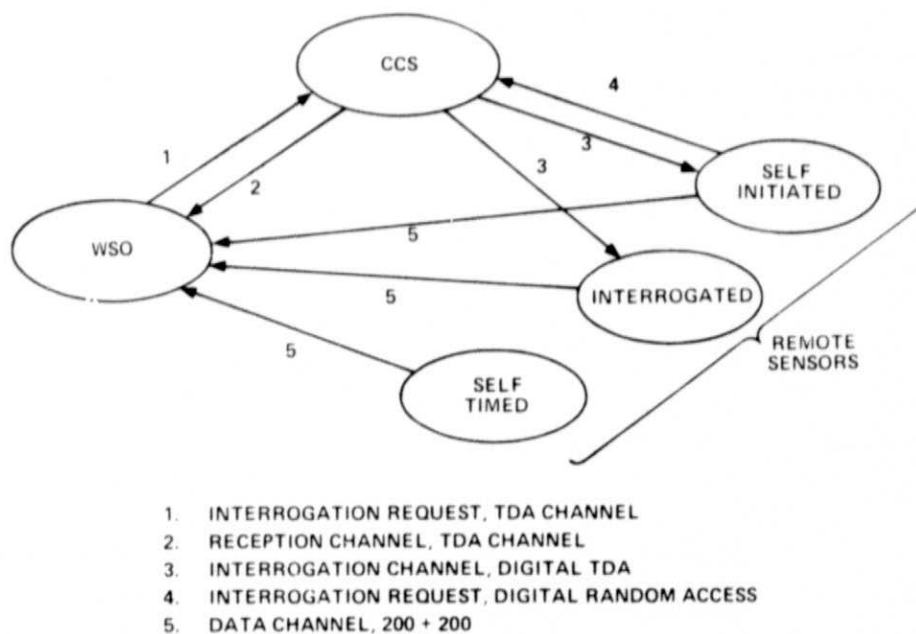 CCS
4
1
2
3
3
SELF
INITIATED
WSO
5
5
INTERROGATED
5
REMOTE
SENSORS
SELF
TIMED
1. INTERROGATION REQUEST, TDA CHANNEL
2. RECEPTION CHANNEL, TDA CHANNEL
3. INTERROGATION CHANNEL, DIGITAL TDA
4. INTERROGATION REQUEST, DIGITAL RANDOM ACCESS
5. DATA CHANNEL, 200 + 200